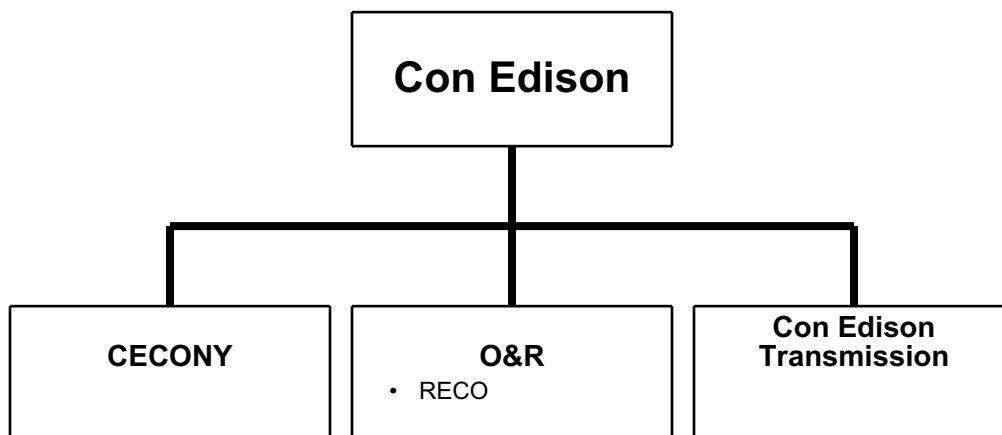 Con Edison
CECONY
O&R
• RECO
Con Edison
Transmission